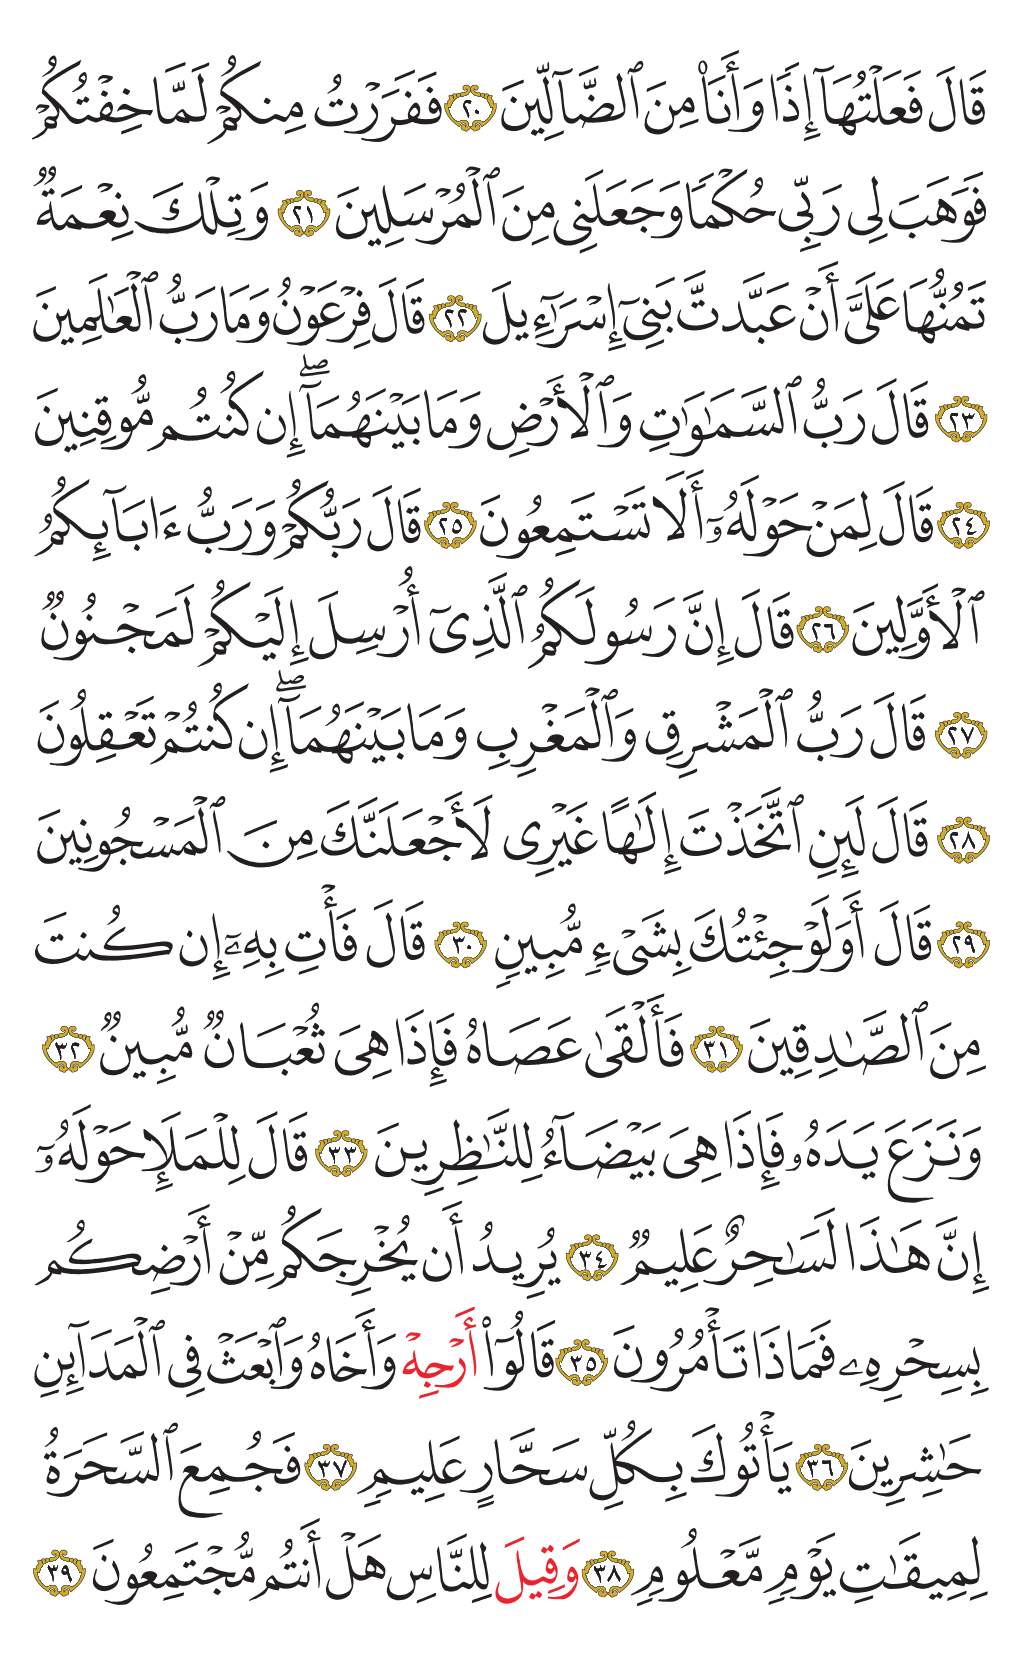 قَالَ فَعَلْتُهَآ إِذًا وَأَنَا۠ مِنَ ٱلضَّآلِّينَ ٢٠ فَفَرَرْتُ مِنكُمْ لَمَّا خِفْتُكُمْ
فَوَهَبَ لِى رَبِّى حُكْمًا وَجَعَلَنِى مِنَ ٱلْمُرْسَلِينَ ٢١ وَتِلْكَ نِعْمَةٌ
تَمُنُّهَا عَلَىَّ أَنْ عَبَّدتَّ بَنِىٓ إِسْرَٰٓءِيلَ ٢٢ قَالَ فِرْعَوْنُ وَمَا رَبُّ ٱلْعَٰلَمِينَ
٢٣ قَالَ رَبُّ ٱلسَّمَٰوَٰتِ وَٱلْأَرْضِ وَمَا بَيْنَهُمَآ ۖ إِن كُنتُم مُّوقِنِينَ
٢٤ قَالَ لِمَنْ حَوْلَهُۥٓ أَلَا تَسْتَمِعُونَ ٢٥ قَالَ رَبُّكُمْ وَرَبُّ ءَابَآئِكُمُ
ٱلْأَوَّلِينَ ٢٦ قَالَ إِنَّ رَسُولَكُمُ ٱلَّذِىٓ أُرْسِلَ إِلَيْكُمْ لَمَجْنُونٌ
٢٧ قَالَ رَبُّ ٱلْمَشْرِقِ وَٱلْمَغْرِبِ وَمَا بَيْنَهُمَآ ۖ إِن كُنتُمْ تَعْقِلُونَ
٢٨ قَالَ لَئِنِ ٱتَّخَذْتَ إِلَٰهًا غَيْرِى لَأَجْعَلَنَّكَ مِنَ ٱلْمَسْجُونِينَ
٢٩ قَالَ أَوَلَوْ جِئْتُكَ بِشَىْءٍ مُّبِينٍ ٣٠ قَالَ فَأْتِ بِهِۦٓ إِن كُنتَ
مِنَ ٱلصَّٰدِقِينَ ٣١ فَأَلْقَىٰ عَصَاهُ فَإِذَا هِىَ ثُعْبَانٌ مُّبِينٌ ٣٢
وَنَزَعَ يَدَهُۥ فَإِذَا هِىَ بَيْضَآءُ لِلنَّٰظِرِينَ ٣٣ قَالَ لِلْمَلَإِ حَوْلَهُۥٓ
إِنَّ هَٰذَا لَسَٰحِرٌ عَلِيمٌ ٣٤ يُرِيدُ أَن يُخْرِجَكُم مِّنْ أَرْضِكُم
بِسِحْرِهِۦ فَمَاذَا تَأْمُرُونَ ٣٥ قَالُوٓا۟ أَرْجِهْ وَأَخَاهُ وَٱبْعَثْ فِى ٱلْمَدَآئِنِ
حَٰشِرِينَ ٣٦ يَأْتُوكَ بِكُلِّ سَحَّارٍ عَلِيمٍ ٣٧ فَجُمِعَ ٱلسَّحَرَةُ
لِمِيقَٰتِ يَوْمٍ مَّعْلُومٍ ٣٨ وَقِيلَ لِلنَّاسِ هَلْ أَنتُم مُّجْتَمِعُونَ ٣٩